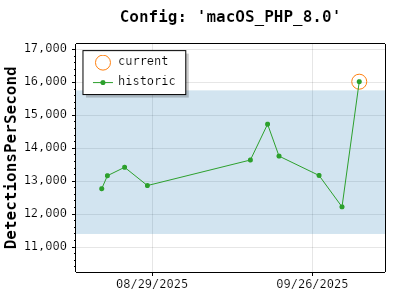 Config: 'macOS_PHP_8.0'
17,000
current
16,000
historic
15,000
14,000
13,000
12,000
11,000
DetectionsPerSecond
08/29/2025
09/26/2025